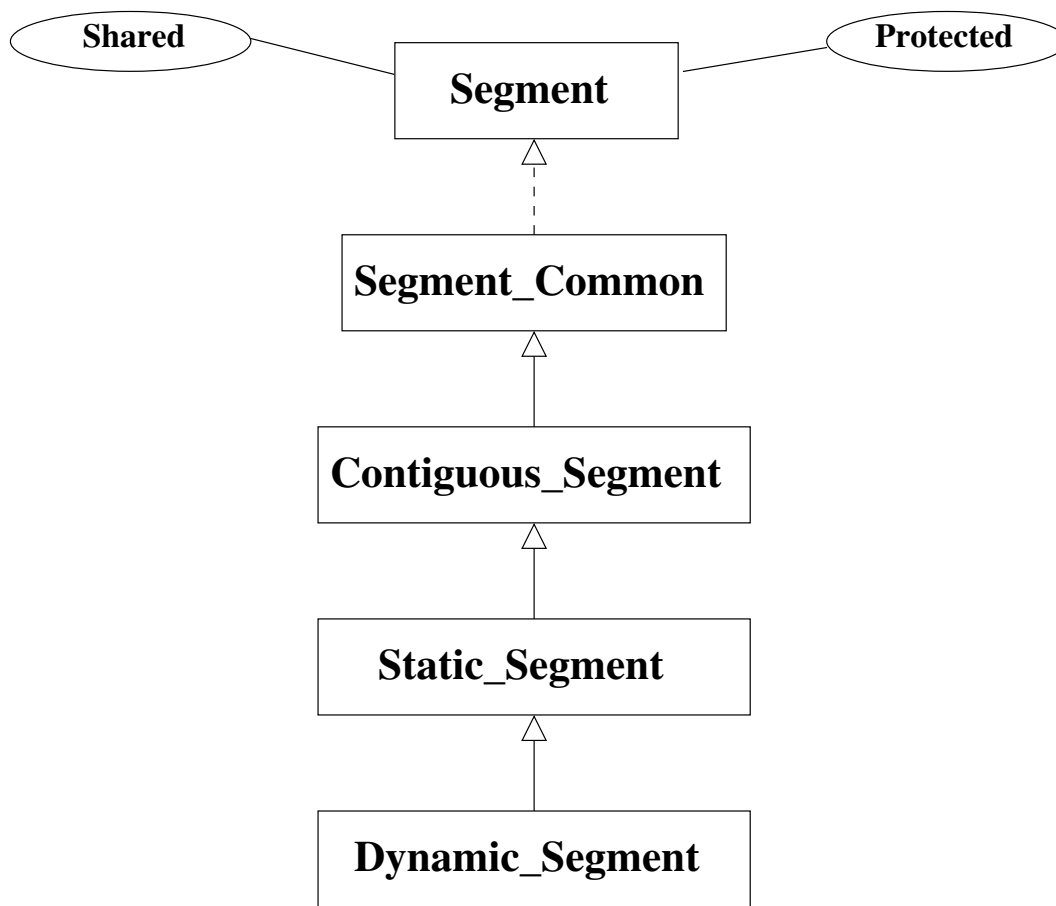 Shared
Protected
Segment
Segment_Common
Contiguous_Segment
Static_Segment
Dynamic_Segment